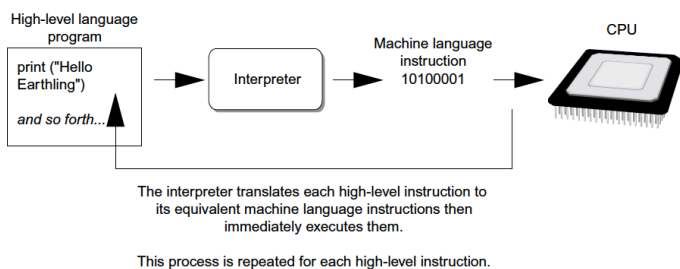 High-level language
program
print ("Hello
Earthling")
and so forth...
Interpreter
Machine language
instruction
10100001
CPU
The interpreter translates each high-level instruction to
its equivalent machine language instructions then
immediately executes them.
This process is repeated for each high-level instruction.